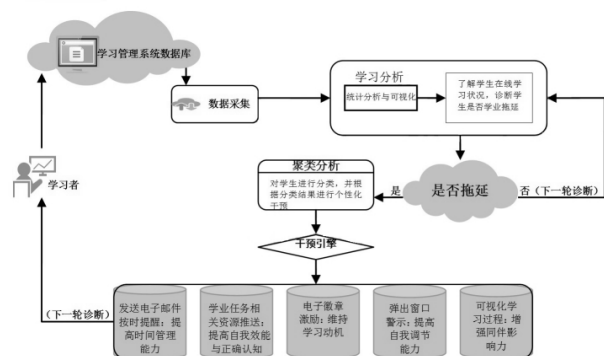 学习管理系统数据库
数据采集
学习分析
统计分析与可视化
了解学生在线学
习状况，诊断学
生是否学业拖延
学习者
聚类分析
对学生进行分类，并根
据分类结果进行个性化
干预
是
是否拖延
否（下一轮诊断）
干预引擎
（下一轮诊断）
发送电子邮件
按时提醒：提
高时间管理
能力
学业任务相
关资源推送：
提高自我效能
与正确认知
电子徽章
激励：维持
学习动机
弹出窗口
警示：提高
自我调节
能力
可视化学
习过程：增
强同伴影
响力